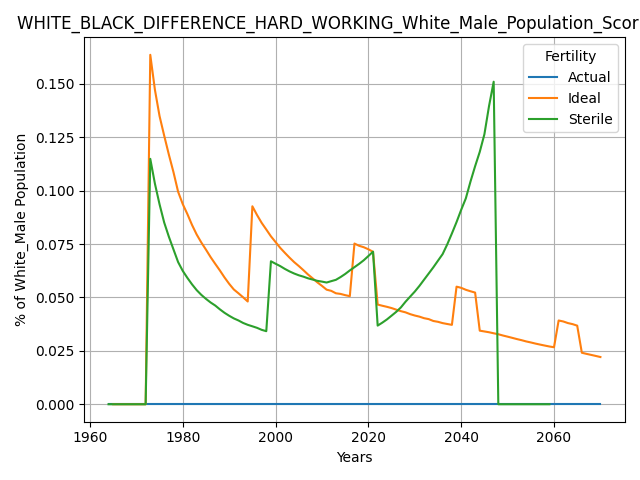 WHITE_BLACK_DIFFERENCE_HARD_WORKING_White_Male_Population_Scor
Fertility
Actual
Ideal
Sterile
% of White_Male Population
0.150
0.125
0.100
0.075
0.050
0.025
0.000
1960 1980 2000 2020 2040 2060
Years